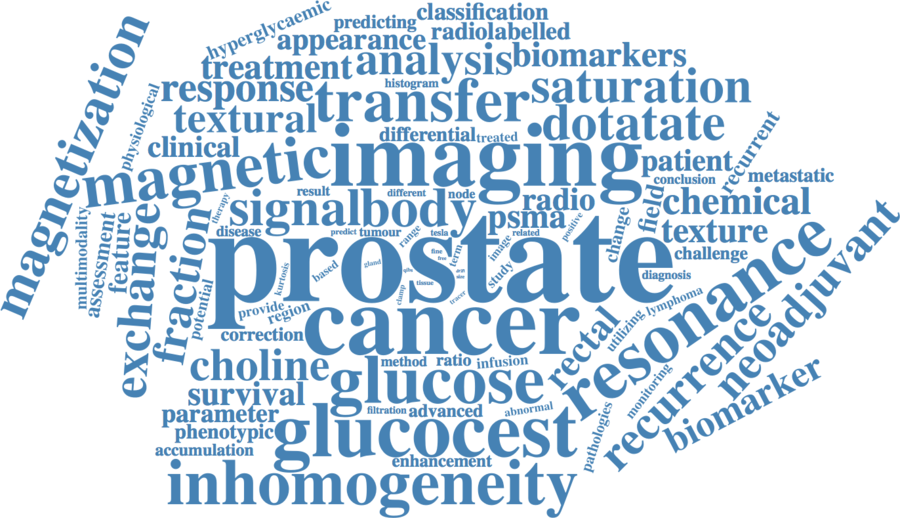 hyperglycaemic
predicting
classification
appearance
radiolabelled
treatment
analysis
biomarkers
magnetization
physiological
response
histogram
transfer
saturation
textural
differential
treated
dotatate
clinical
magnetic
imaging
patient
recurrent
conclusion
metastatic
result
different
node
therapy
signal
body
radio
psma
field
chemical
change
multimodality
assessment
feature
exchange
fraction
potential
disease
predict
tumour
range
tesla
term
image
related
positive
texture
challenge
prostate
fine
free
gland
based
kurtosis
tissue
study
diagnosis
clamp
tracer
provide
region
correction
cancer
utilizing
lymphoma
resonance
neoadjuvant
rectal
choline
method
ratio
infusion
glucose
survival
monitoring
recurrence
biomarker
parameter
filtration
advanced
abnormal
pathologies
phenotypic
glucocest
accumulation
enhancement
inhomogeneity